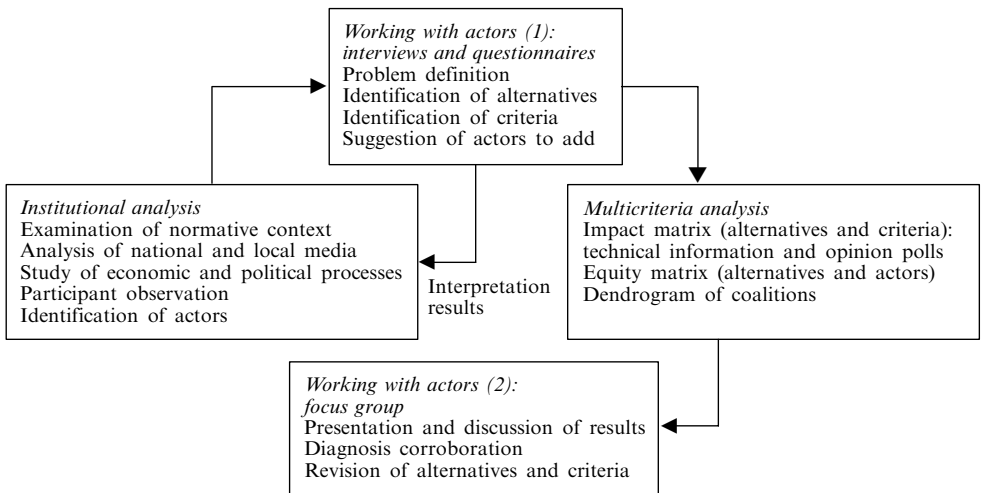 Working with actors (1):
interviews and questionnaires
Problem definition
Identification of alternatives
Identification of criteria
Suggestion of actors to add
Institutional analysis
Examination of normative context
Analysis of national and local media
Study of economic and political processes
Participant observation
Identification of actors
Interpretation
results
Multicriteria analysis
Impact matrix (alternatives and criteria):
technical information and opinion polls
Equity matrix (alternatives and actors)
Dendrogram of coalitions
Working with actors (2):
focus group
Presentation and discussion of results
Diagnosis corroboration
Revision of alternatives and criteria